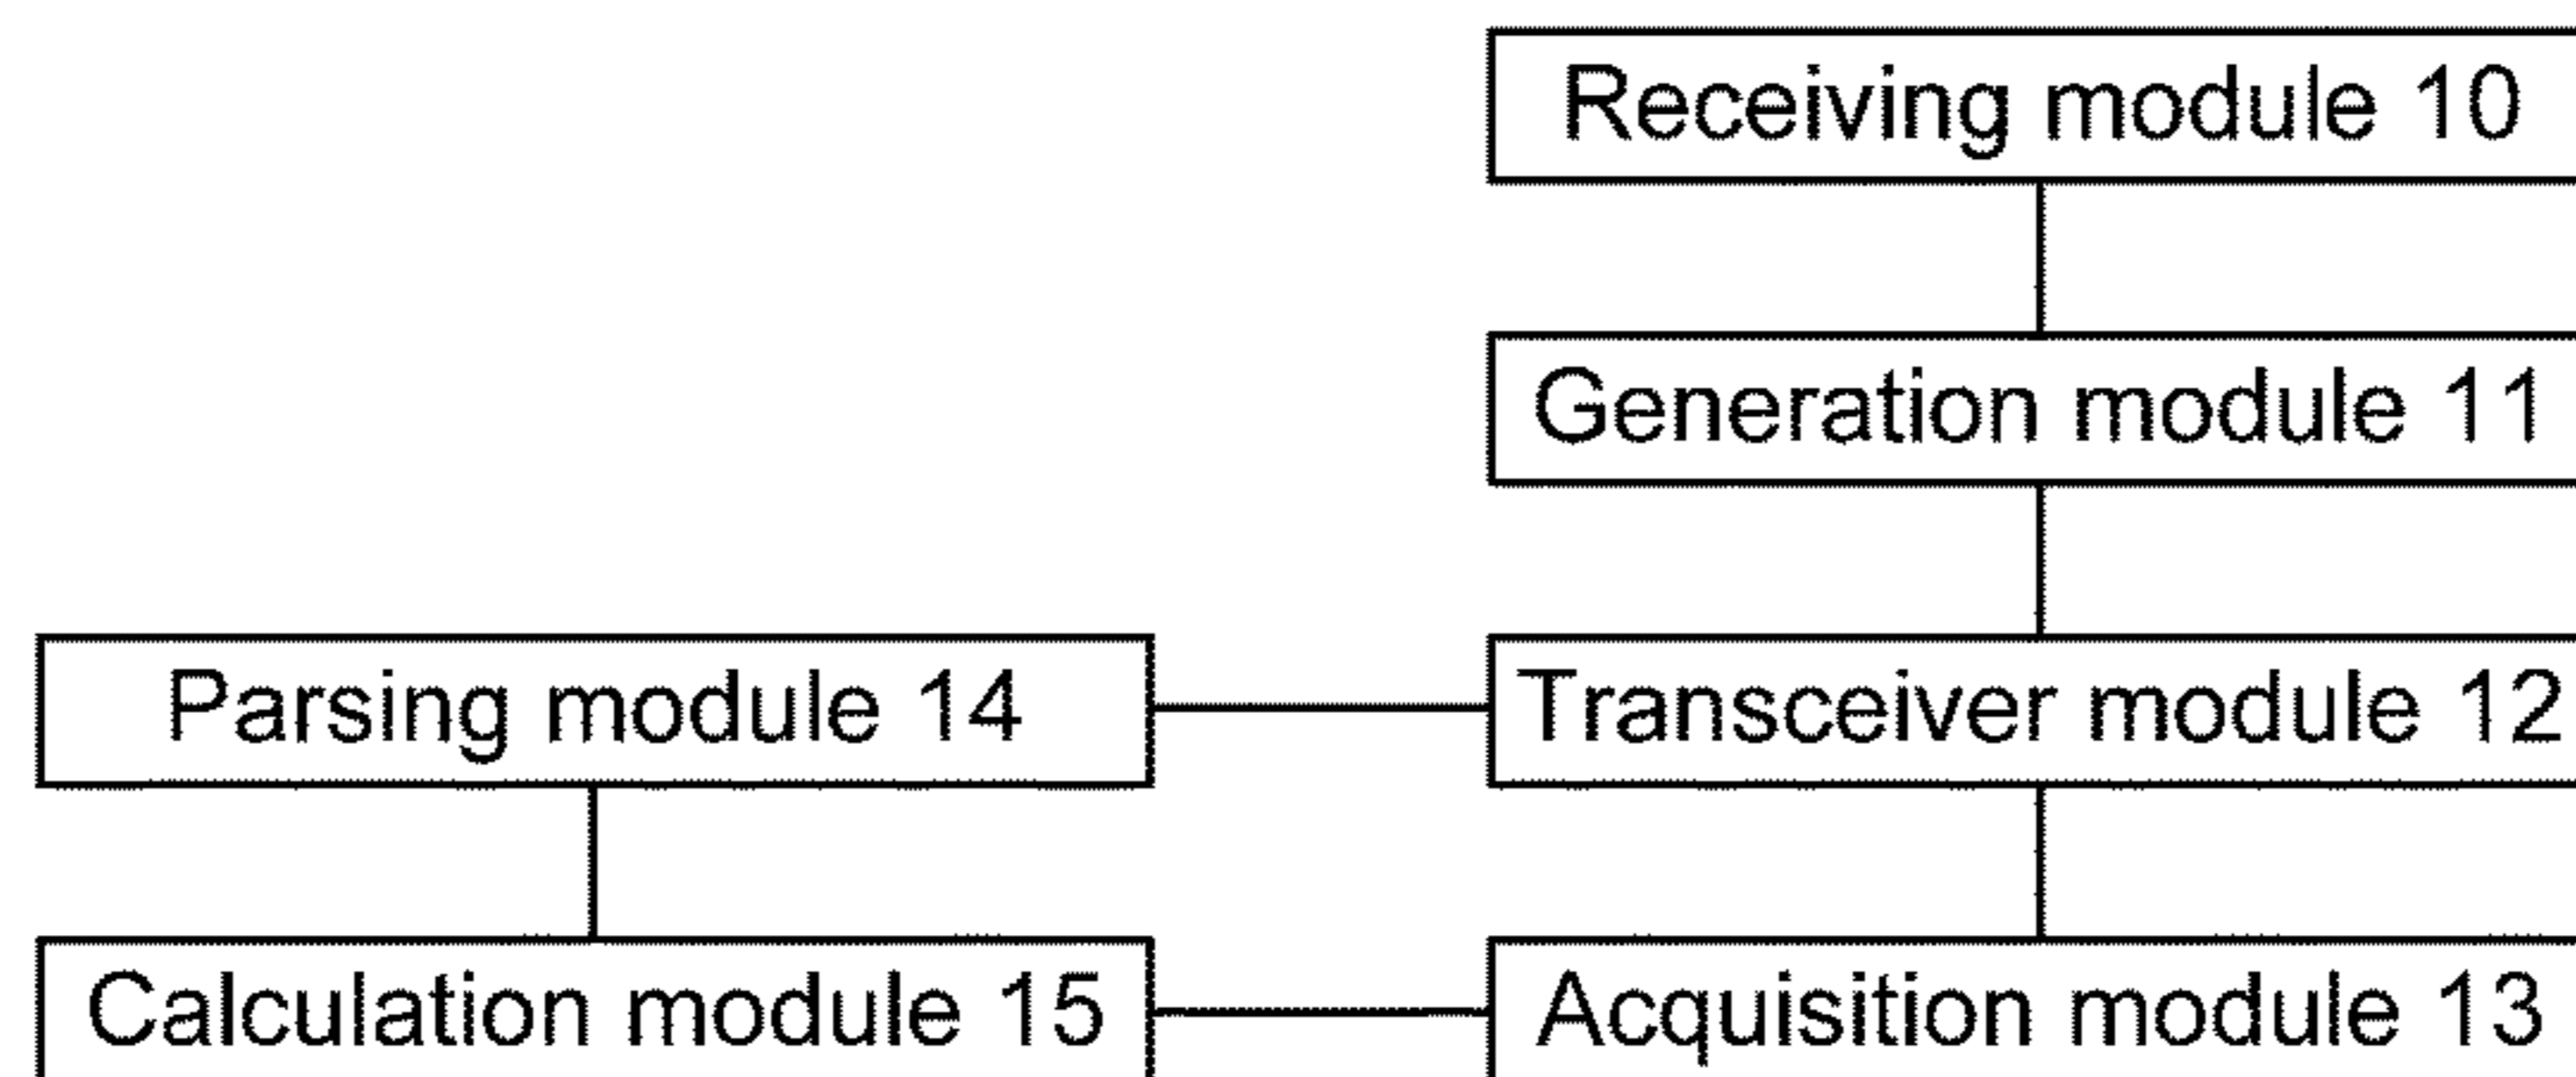 Receiving module 10
Generation module 11
Parsing module 14
Transceiver module 12
Calculation module 15
Acquisition module 13